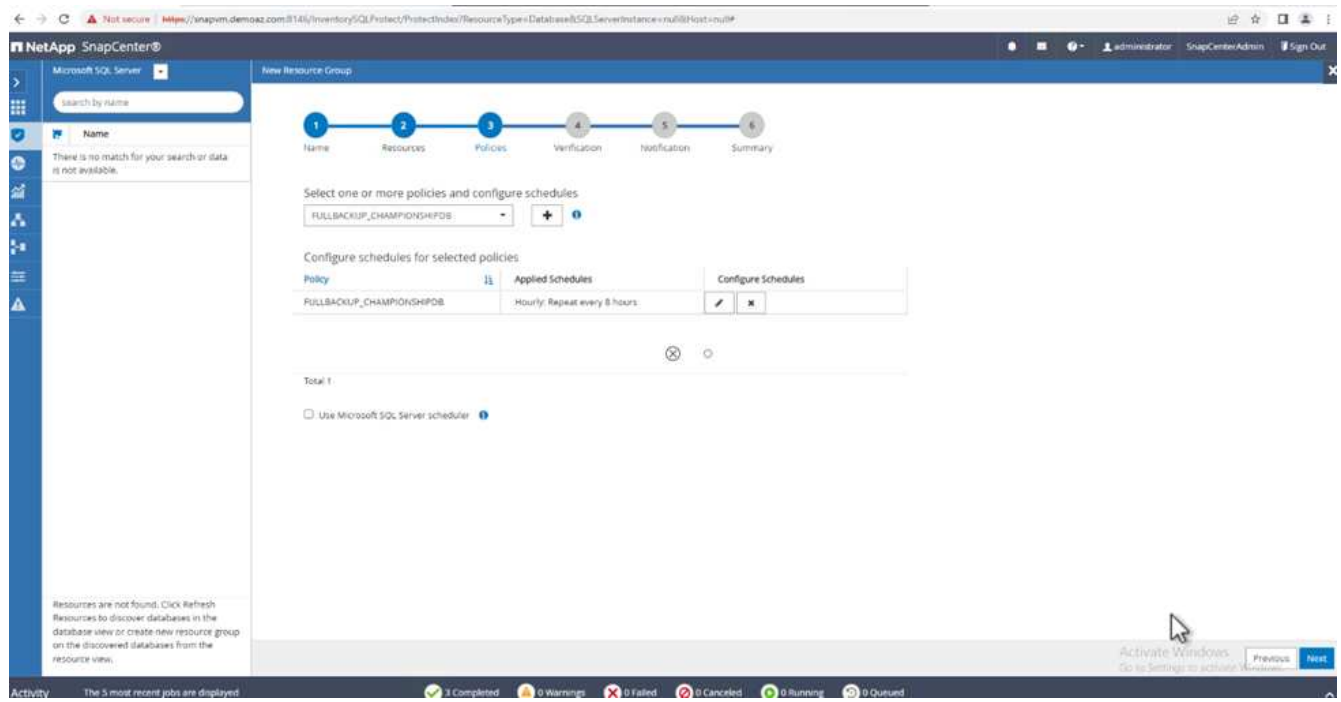 Not secure | https://snapvm.demoaz.com:8146/InventorySQLProtect/ProtectIndex?ResourceType=Database&SQLServerInstance=null&Host=null#
NetApp SnapCenter®
administrator SnapCenterAdmin Sign Out
Microsoft SQL Server
New Resource Group
search by name
Name
There is no match for your search or data
is not available.
1 2 3 4 5 6
Name Resources Policies Verification Notification Summary
Select one or more policies and configure schedules
FULLBACKUP_CHAMPIONSHIPDB
Configure schedules for selected policies
Policy Applied Schedules Configure Schedules
FULLBACKUP_CHAMPIONSHIPDB Hourly: Repeat every 8 hours
Total 1
Use Microsoft SQL Server scheduler
Resources are not found. Click Refresh
Resources to discover databases in the
database view or create new resource group
on the discovered databases from the
resource view.
Activate Windows
Go to Settings to activate Windows.
Previous Next
Activity The 5 most recent jobs are displayed 3 Completed 0 Warnings 0 Failed 0 Canceled 0 Running 0 Queued